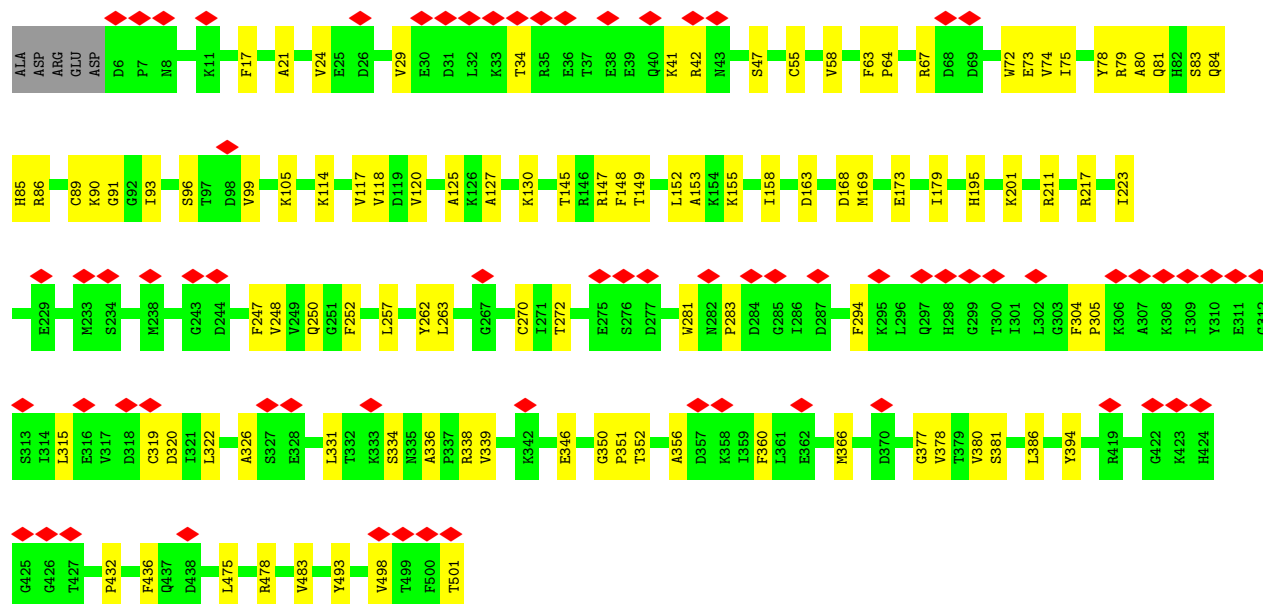 ALA ASP ARG GLU ASP D6 P7 N8 K11 F17 A21 V24 E25 D26 V29 E30 D31 L32 K33 T34 R35 E36 T37 E38 E39 Q40 K41 R42 N43 S47 C55 V58 F63 P64 R67 D68 D69 W72 E73 V74 I75 Y78 R79 A80 Q81 H82 S83 Q84
H85 R86 C89 K90 G91 G92 I93 S96 T97 D98 V99 K105 K114 V117 V118 D119 V120 A125 K126 A127 K130 T145 R146 R147 F148 T149 L152 A153 K154 K155 I158 D163 D168 M169 E173 I179 H195 K201 R211 R217 I223
E229 M233 S234 M238 G243 D244 F247 V248 V249 Q250 G251 F252 L257 Y262 L263 G267 C270 I271 T272 E275 S276 D277 W281 N282 P283 D284 G285 I286 D287 F294 K295 L296 Q297 H298 G299 T300 I301 L302 G303 F304 P305 K306 A307 K308 I309 Y310 E311 G312
S313 I314 L315 E316 V317 D318 C319 D320 I321 L322 A326 S327 E328 L331 T332 K333 S334 N335 A336 P337 R338 V339 K342 E346 G350 P351 T352 A356 D357 K358 I359 F360 L361 E362 M366 D370 G377 V378 T379 V380 S381 L386 Y394 R419 G422 K423 H424
G425 G426 T427 P432 F436 Q437 D438 L475 R478 V483 Y493 V498 T499 F500 T501